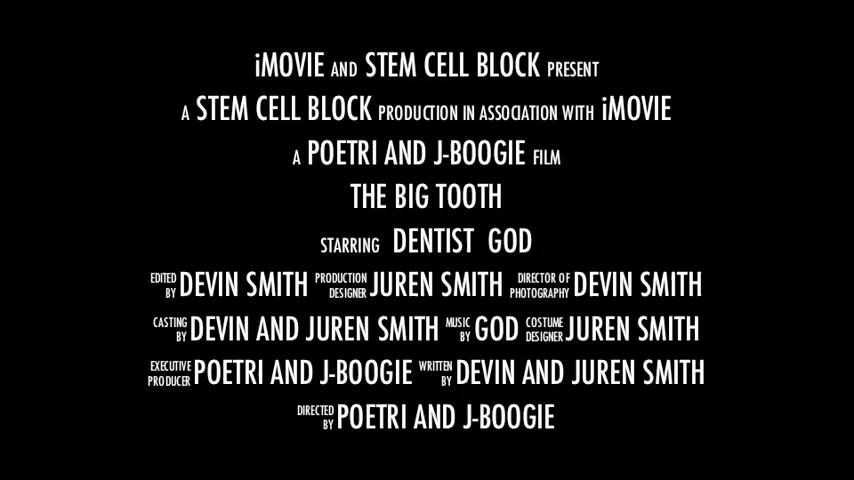 iMOVIE AND STEM CELL BLOCK PRESENT
A STEM CELL BLOCK PRODUCTION IN ASSOCIATION WITH iMOVIE
A POETRI AND J-BOOGIE FILM
THE BIG TOOTH
STARRING DENTIST GOD
EDITED BY DEVIN SMITH PRODUCTION DESIGNER JUREN SMITH DIRECTOR OF PHOTOGRAPHY DEVIN SMITH
CASTING BY DEVIN AND JUREN SMITH MUSIC BY GOD COSTUME DESIGNER JUREN SMITH
EXECUTIVE PRODUCER POETRI AND J-BOOGIE WRITTEN BY DEVIN AND JUREN SMITH
DIRECTED BY POETRI AND J-BOOGIE